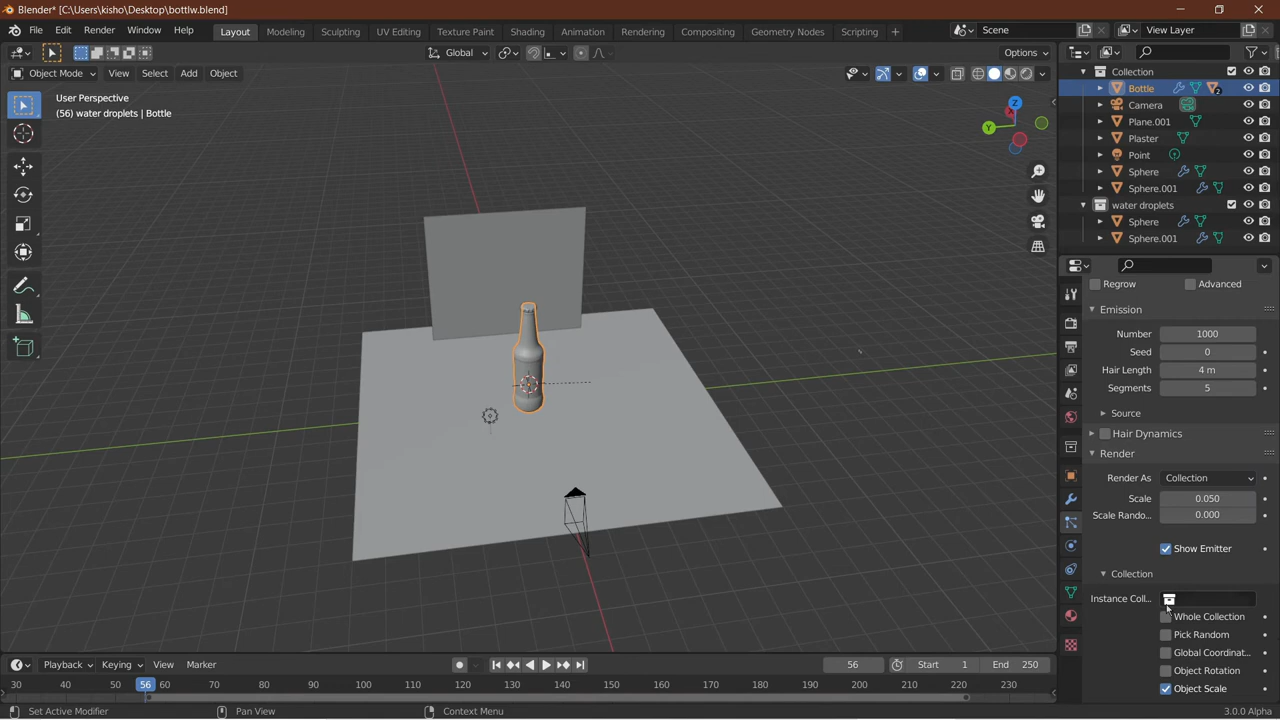 Blender* [C:\Users\kisho\Desktop\bottlw.blend]
File Edit Render Window Help Layout Modeling Sculpting UV Editing Texture Paint Shading Animation Rendering Compositing Geometry Nodes Scripting + Scene View Layer
Global Options
Object Mode View Select Add Object
User Perspective
(56) water droplets | Bottle
Z
Y
Collection
Bottle 2
Camera
Plane.001
Plaster
Point
Sphere
Sphere.001
water droplets
Sphere
Sphere.001
Regrow Advanced
Emission
Number 1000
Seed 0
Hair Length 4 m
Segments 5
Source
Hair Dynamics
Render
Render As Collection
Scale 0.050
Scale Rando... 0.000
Show Emitter
Collection
Instance Coll...
Whole Collection
Pick Random
Global Coordinat...
Object Rotation
Object Scale
Playback Keying View Marker 56 Start 1 End 250
30 40 50 56 60 70 80 90 100 110 120 130 140 150 160 170 180 190 200 210 220 230
Set Active Modifier Pan View Context Menu 3.0.0 Alpha